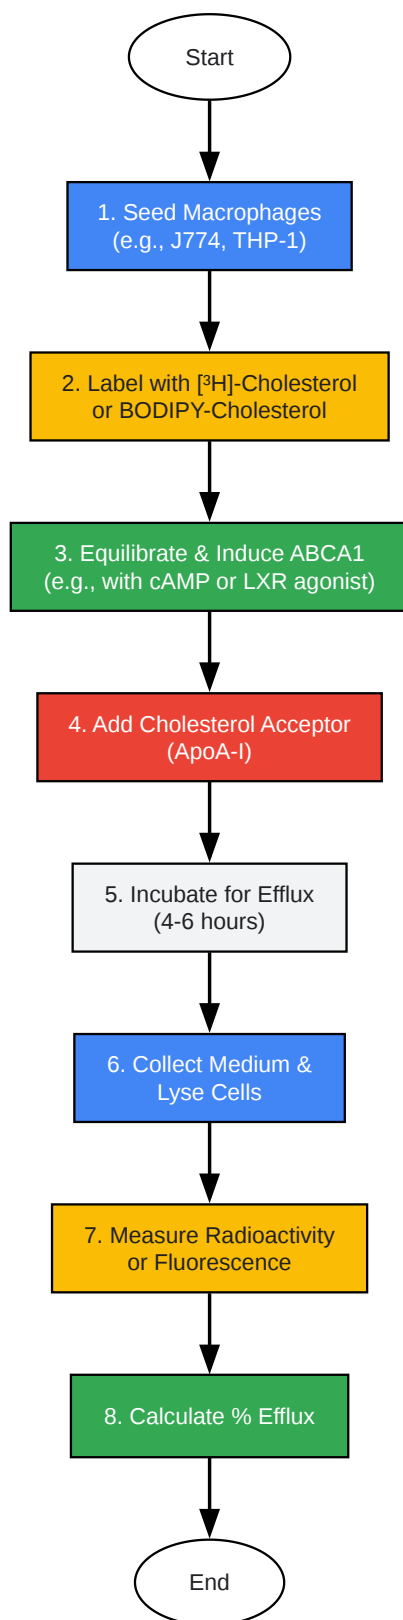 Start
1. Seed Macrophages
(e.g., J774, THP-1)
2. Label with [³H]-Cholesterol
or BODIPY-Cholesterol
3. Equilibrate & Induce ABCA1
(e.g., with cAMP or LXR agonist)
4. Add Cholesterol Acceptor
(ApoA-I)
5. Incubate for Efflux
(4-6 hours)
6. Collect Medium &
Lyse Cells
7. Measure Radioactivity
or Fluorescence
8. Calculate % Efflux
End